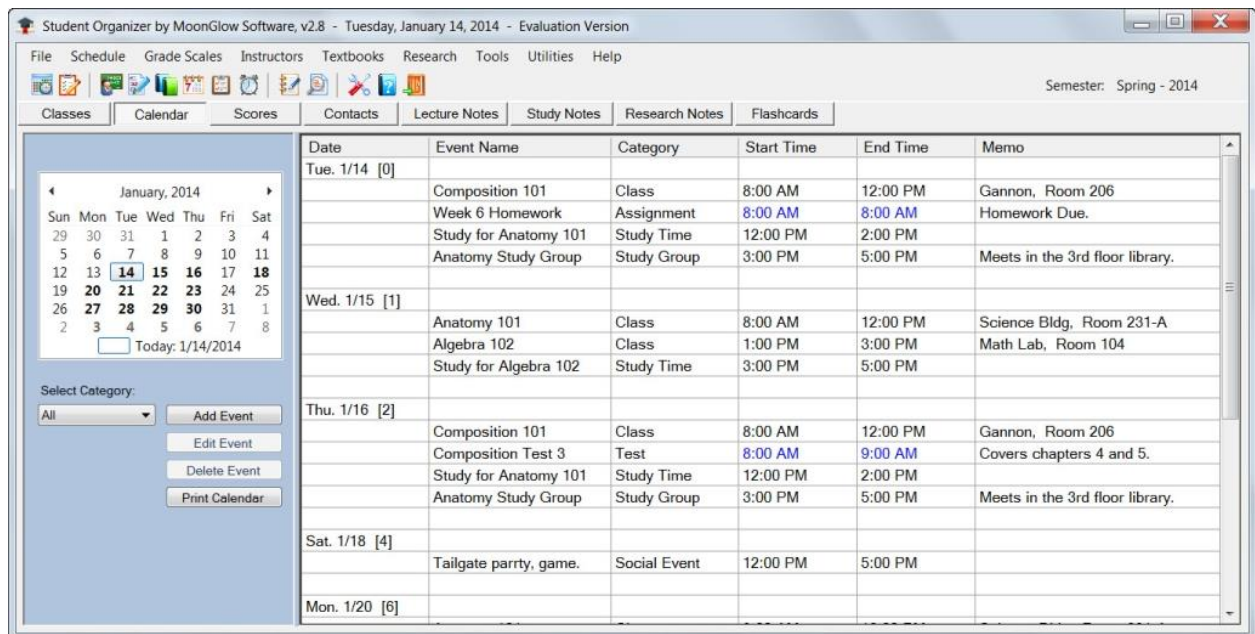 Student Organizer by MoonGlow Software, v2.8 - Tuesday, January 14, 2014 - Evaluation Version
File Schedule Grade Scales Instructors Textbooks Research Tools Utilities Help
Semester: Spring - 2014
Classes Calendar Scores Contacts Lecture Notes Study Notes Research Notes Flashcards
January, 2014
Sun Mon Tue Wed Thu Fri Sat
29 30 31 1 2 3 4
5 6 7 8 9 10 11
12 13 14 15 16 17 18
19 20 21 22 23 24 25
26 27 28 29 30 31 1
2 3 4 5 6 7 8
Today: 1/14/2014
Select Category:
All Add Event
Edit Event
Delete Event
Print Calendar
Date Event Name Category Start Time End Time Memo
Tue. 1/14 [0]
Composition 101 Class 8:00 AM 12:00 PM Gannon, Room 206
Week 6 Homework Assignment 8:00 AM 8:00 AM Homework Due.
Study for Anatomy 101 Study Time 12:00 PM 2:00 PM
Anatomy Study Group Study Group 3:00 PM 5:00 PM Meets in the 3rd floor library.
Wed. 1/15 [1]
Anatomy 101 Class 8:00 AM 12:00 PM Science Bldg, Room 231-A
Algebra 102 Class 1:00 PM 3:00 PM Math Lab, Room 104
Study for Algebra 102 Study Time 3:00 PM 5:00 PM
Thu. 1/16 [2]
Composition 101 Class 8:00 AM 12:00 PM Gannon, Room 206
Composition Test 3 Test 8:00 AM 9:00 AM Covers chapters 4 and 5.
Study for Anatomy 101 Study Time 12:00 PM 2:00 PM
Anatomy Study Group Study Group 3:00 PM 5:00 PM Meets in the 3rd floor library.
Sat. 1/18 [4]
Tailgate parrty, game. Social Event 12:00 PM 5:00 PM
Mon. 1/20 [6]